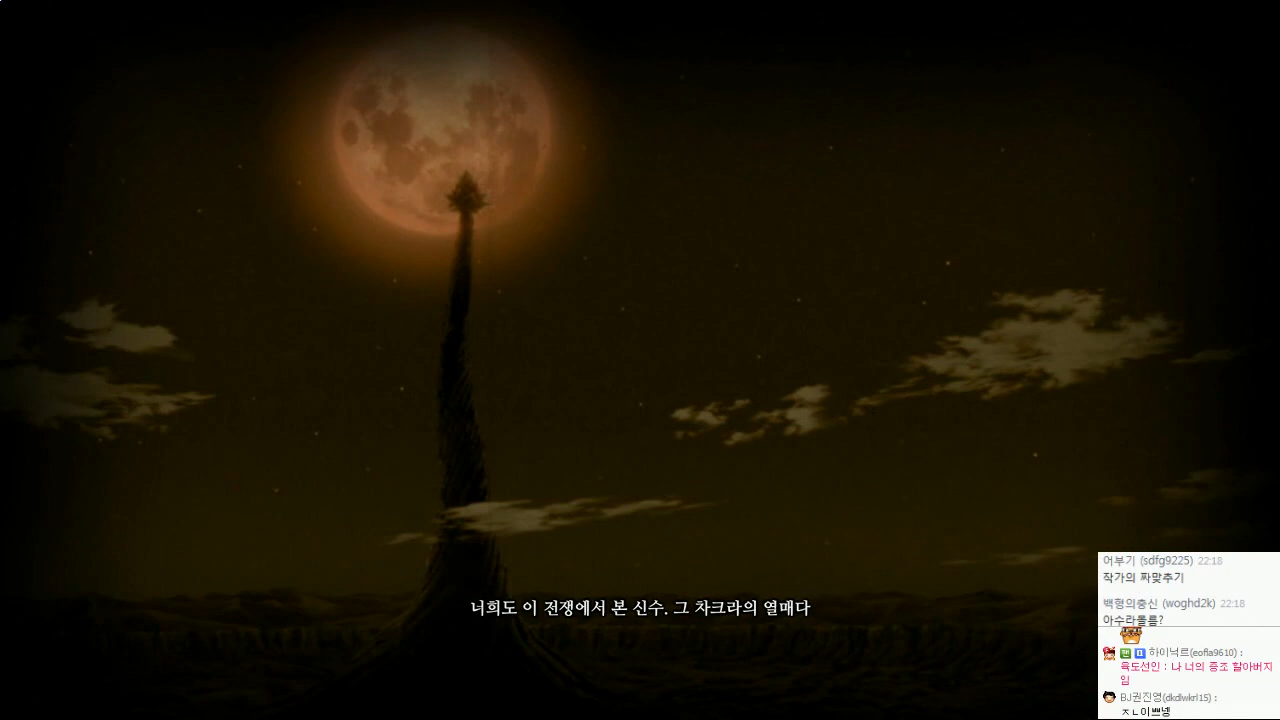 너희도 이 전쟁에서 본 신수. 그 차크라의 열매다
어부기 (sdfg9225) 22:18
작가의 짜맞추기
백형의충신 (woghd2k) 22:18
아수라롤름?
하이넉르(eofla9610) :
육도선인 : 나 너의 증조 할아버지
임
BJ권진영(dkdlwkrl15) :
ㅈㄴ이쁘넹